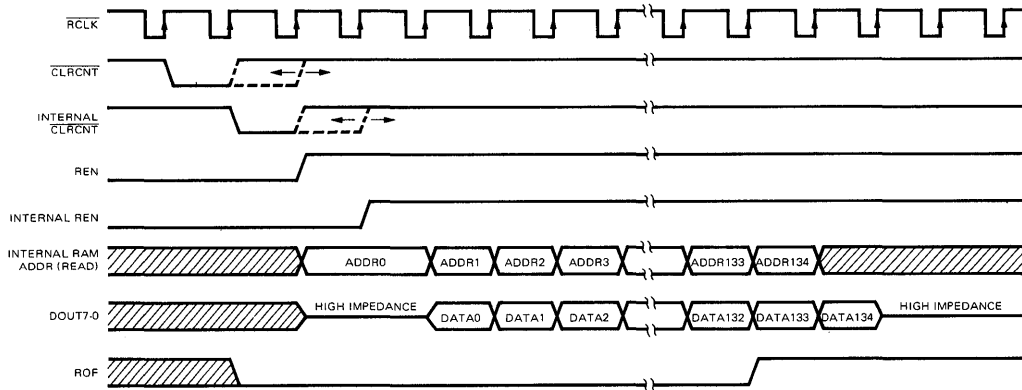 RCLK
CLRCNT
INTERNAL
CLRCNT
REN
INTERNAL REN
INTERNAL RAM
ADDR (READ)
ADDR0 ADDR1 ADDR2 ADDR3 ADDR133 ADDR134
DOUT7-0
HIGH IMPEDANCE DATA0 DATA1 DATA2 DATA132 DATA133 DATA134 HIGH IMPEDANCE
ROF